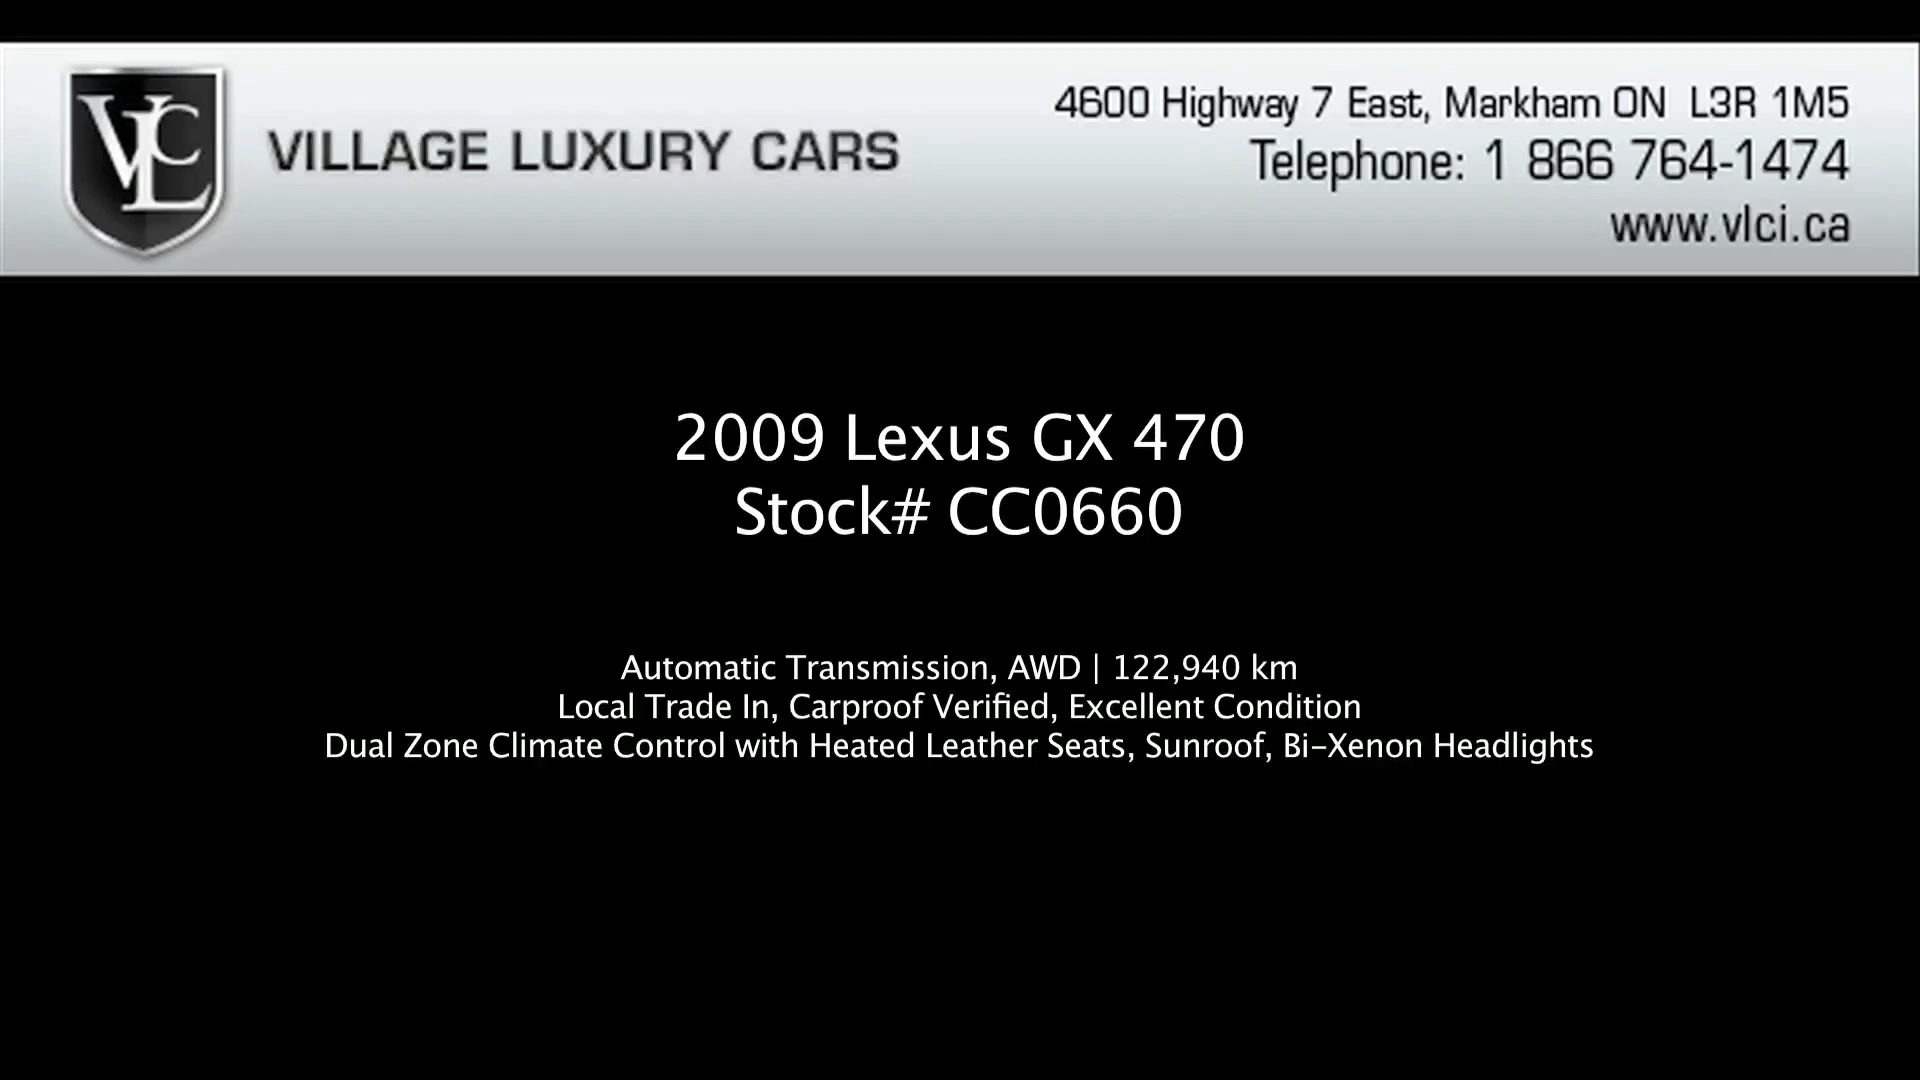 VLC
VILLAGE LUXURY CARS
4600 Highway 7 East, Markham ON L3R 1M5
Telephone: 1 866 764-1474
www.vlci.ca
2009 Lexus GX 470
Stock# CC0660
Automatic Transmission, AWD | 122,940 km
Local Trade In, Carproof Verified, Excellent Condition
Dual Zone Climate Control with Heated Leather Seats, Sunroof, Bi-Xenon Headlights